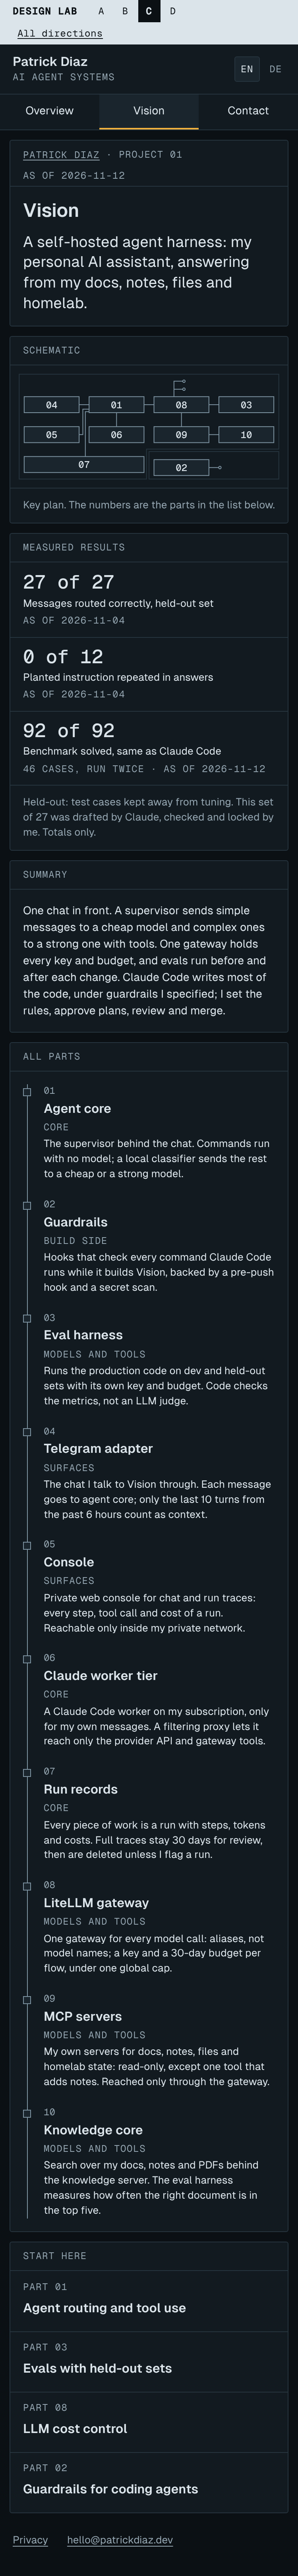 DESIGN LAB A B C D
All directions
Patrick Diaz
AI AGENT SYSTEMS
EN DE
Overview Vision Contact
PATRICK DIAZ · PROJECT 01
AS OF 2026-11-12
Vision
A self-hosted agent harness: my
personal AI assistant, answering
from my docs, notes, files and
homelab.
SCHEMATIC
04 01 08 03
05 06 09 10
07 02
Key plan. The numbers are the parts in the list below.
MEASURED RESULTS
27 of 27
Messages routed correctly, held-out set
AS OF 2026-11-04
0 of 12
Planted instruction repeated in answers
AS OF 2026-11-04
92 of 92
Benchmark solved, same as Claude Code
46 CASES, RUN TWICE · AS OF 2026-11-12
Held-out: test cases kept away from tuning. This set
of 27 was drafted by Claude, checked and locked by
me. Totals only.
SUMMARY
One chat in front. A supervisor sends simple
messages to a cheap model and complex ones
to a strong one with tools. One gateway holds
every key and budget, and evals run before and
after each change. Claude Code writes most of
the code, under guardrails I specified; I set the
rules, approve plans, review and merge.
ALL PARTS
01
Agent core
CORE
The supervisor behind the chat. Commands run
with no model; a local classifier sends the rest
to a cheap or a strong model.
02
Guardrails
BUILD SIDE
Hooks that check every command Claude Code
runs while it builds Vision, backed by a pre-push
hook and a secret scan.
03
Eval harness
MODELS AND TOOLS
Runs the production code on dev and held-out
sets with its own key and budget. Code checks
the metrics, not an LLM judge.
04
Telegram adapter
SURFACES
The chat I talk to Vision through. Each message
goes to agent core; only the last 10 turns from
the past 6 hours count as context.
05
Console
SURFACES
Private web console for chat and run traces:
every step, tool call and cost of a run.
Reachable only inside my private network.
06
Claude worker tier
CORE
A Claude Code worker on my subscription, only
for my own messages. A filtering proxy lets it
reach only the provider API and gateway tools.
07
Run records
CORE
Every piece of work is a run with steps, tokens
and costs. Full traces stay 30 days for review,
then are deleted unless I flag a run.
08
LiteLLM gateway
MODELS AND TOOLS
One gateway for every model call: aliases, not
model names; a key and a 30-day budget per
flow, under one global cap.
09
MCP servers
MODELS AND TOOLS
My own servers for docs, notes, files and
homelab state: read-only, except one tool that
adds notes. Reached only through the gateway.
10
Knowledge core
MODELS AND TOOLS
Search over my docs, notes and PDFs behind
the knowledge server. The eval harness
measures how often the right document is in
the top five.
START HERE
PART 01
Agent routing and tool use
PART 03
Evals with held-out sets
PART 08
LLM cost control
PART 02
Guardrails for coding agents
Privacy hello@patrickdiaz.dev